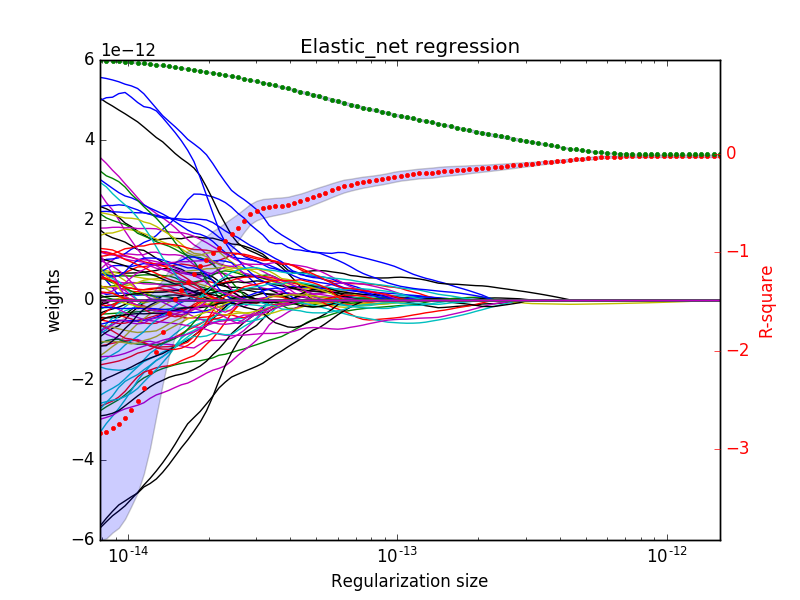 Elastic_net regression
1e−12
6
4
2
0
−2
−4
−6
weights
0
−1
−2
−3
R-square
10^-14
10^-13
10^-12
Regularization size